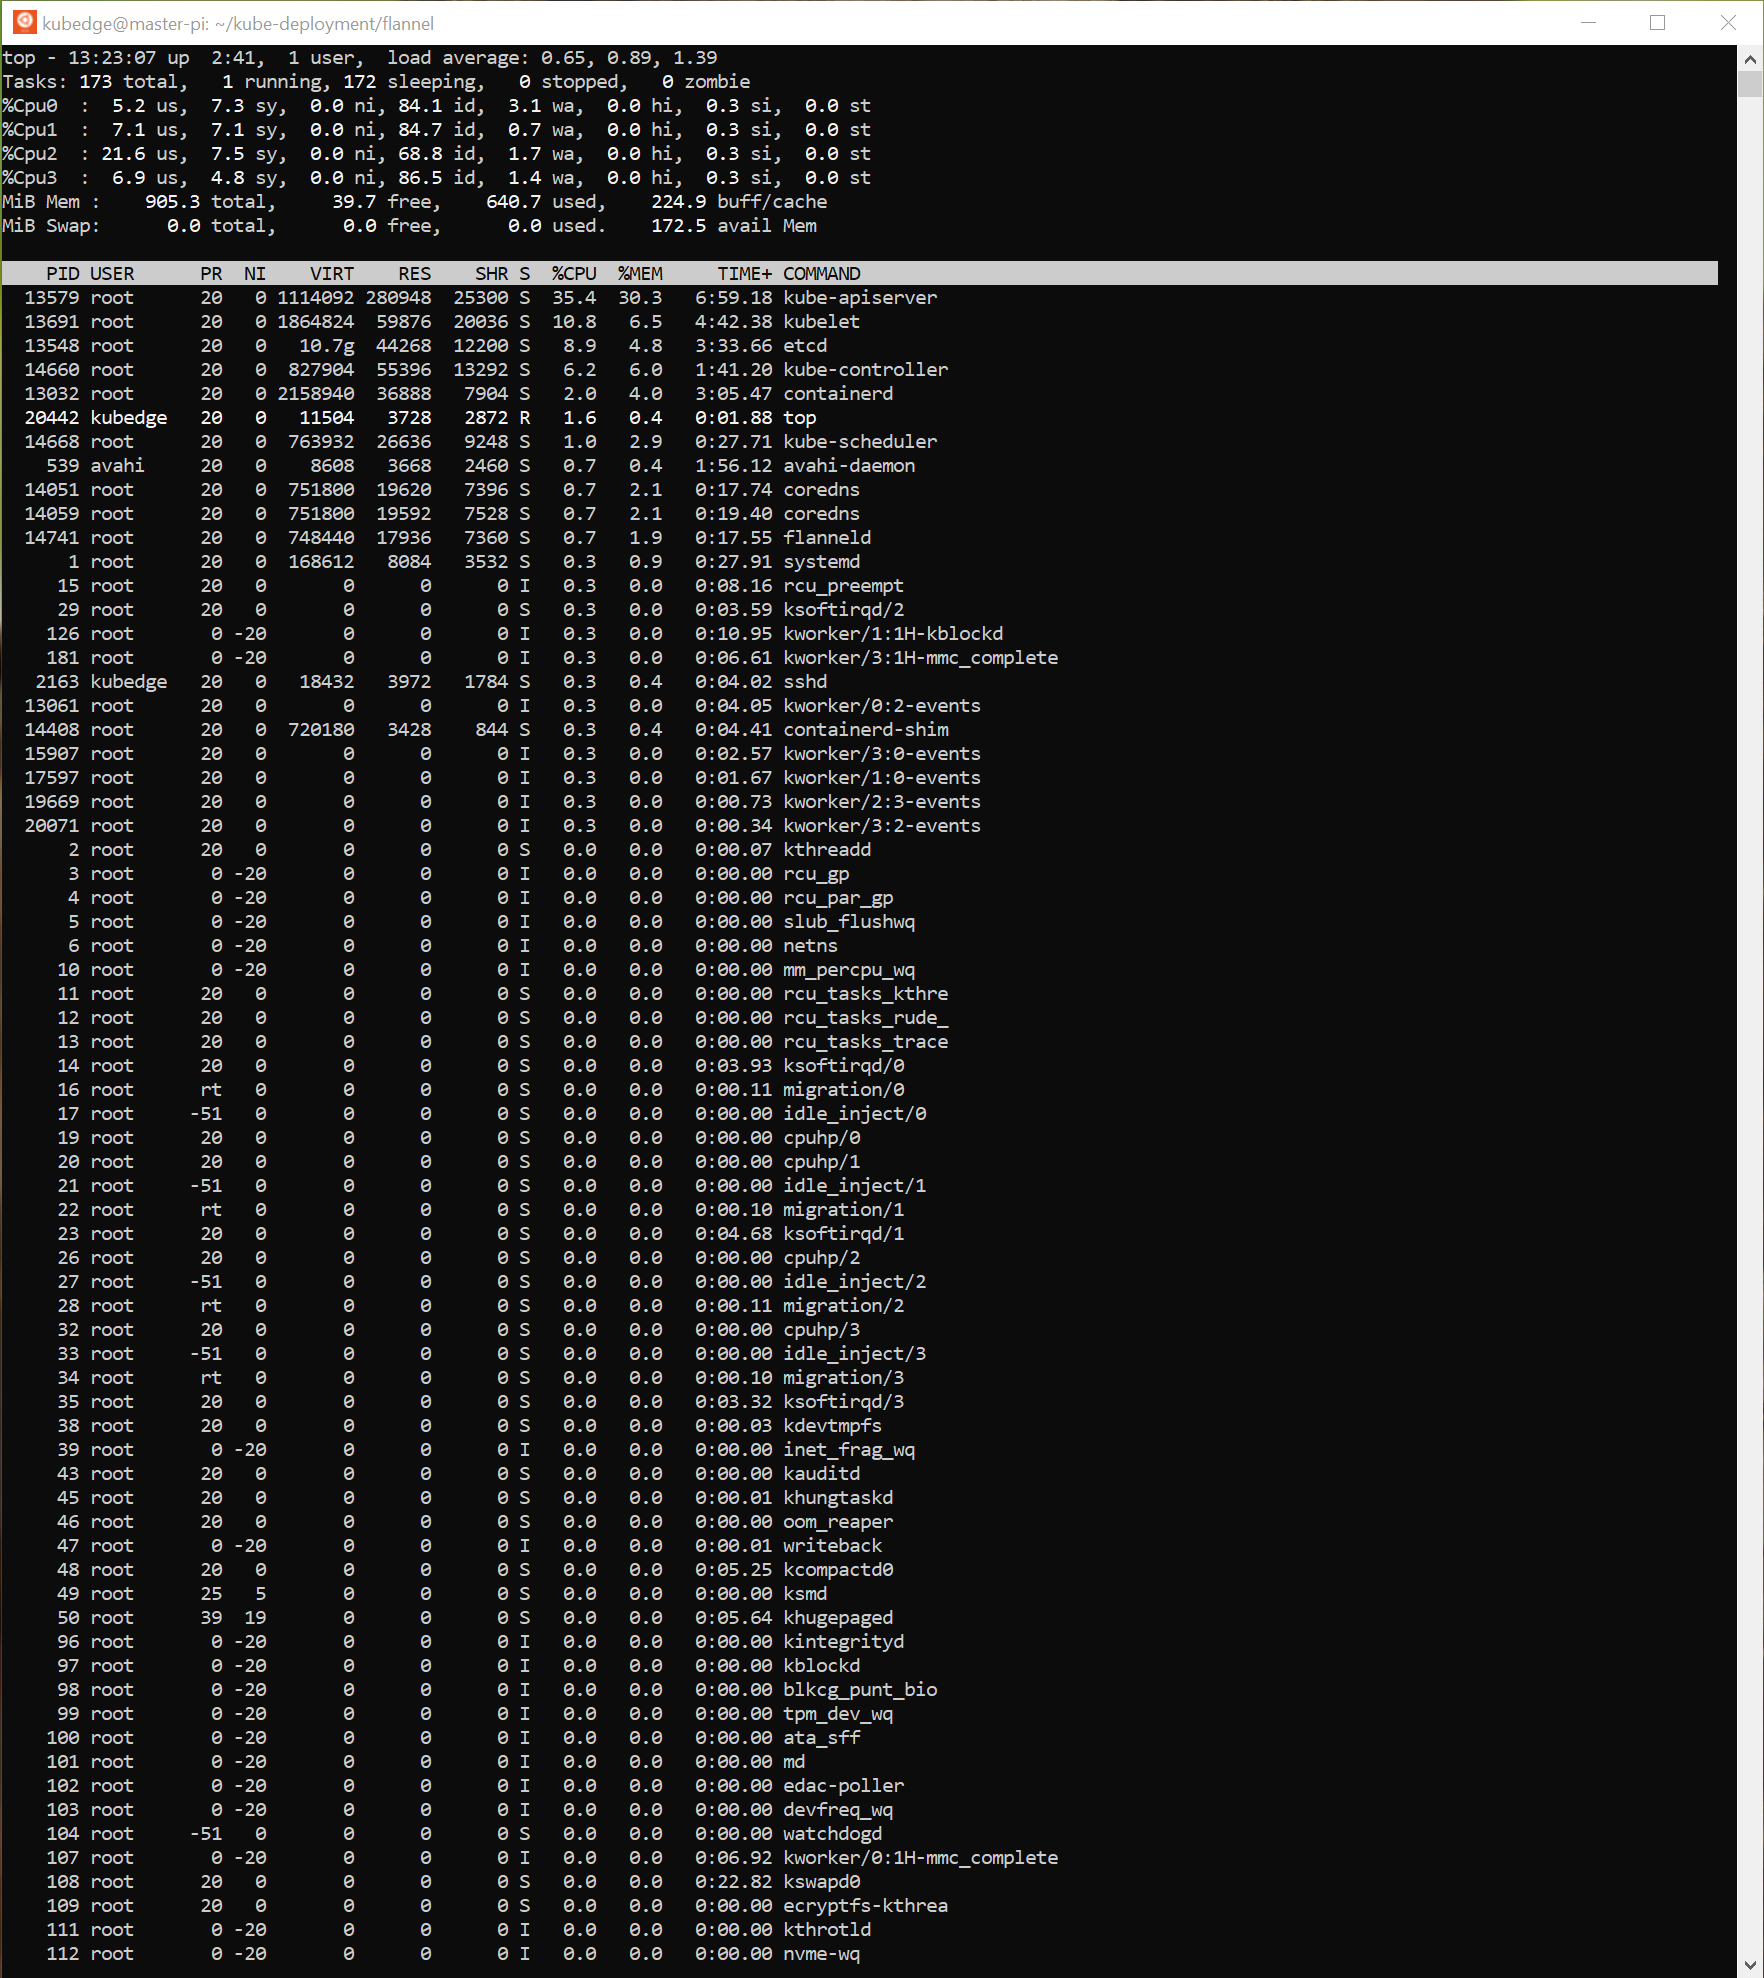 kubedge@master-pi: ~/kube-deployment/flannel
top - 13:23:07 up  2:41,  1 user,  load average: 0.65, 0.89, 1.39
Tasks: 173 total,   1 running, 172 sleeping,   0 stopped,   0 zombie
%Cpu0  :  5.2 us,  7.3 sy,  0.0 ni, 84.1 id,  3.1 wa,  0.0 hi,  0.3 si,  0.0 st
%Cpu1  :  7.1 us,  7.1 sy,  0.0 ni, 84.7 id,  0.7 wa,  0.0 hi,  0.3 si,  0.0 st
%Cpu2  : 21.6 us,  7.5 sy,  0.0 ni, 68.8 id,  1.7 wa,  0.0 hi,  0.3 si,  0.0 st
%Cpu3  :  6.9 us,  4.8 sy,  0.0 ni, 86.5 id,  1.4 wa,  0.0 hi,  0.3 si,  0.0 st
MiB Mem :    905.3 total,     39.7 free,    640.7 used,    224.9 buff/cache
MiB Swap:      0.0 total,      0.0 free,      0.0 used.    172.5 avail Mem
PID USER      PR  NI    VIRT    RES    SHR S  %CPU  %MEM     TIME+ COMMAND
13579 root      20   0 1114092 280948  25300 S  35.4  30.3   6:59.18 kube-apiserver
13691 root      20   0 1864824  59876  20036 S  10.8   6.5   4:42.38 kubelet
13548 root      20   0   10.7g  44268  12200 S   8.9   4.8   3:33.66 etcd
14660 root      20   0  827904  55396  13292 S   6.2   6.0   1:41.20 kube-controller
13032 root      20   0 2158940  36888   7904 S   2.0   4.0   3:05.47 containerd
20442 kubedge   20   0   11504   3728   2872 R   1.6   0.4   0:01.88 top
14668 root      20   0  763932  26636   9248 S   1.0   2.9   0:27.71 kube-scheduler
539 avahi     20   0    8608   3668   2460 S   0.7   0.4   1:56.12 avahi-daemon
14051 root      20   0  751800  19620   7396 S   0.7   2.1   0:17.74 coredns
14059 root      20   0  751800  19592   7528 S   0.7   2.1   0:19.40 coredns
14741 root      20   0  748440  17936   7360 S   0.7   1.9   0:17.55 flanneld
1 root      20   0  168612   8084   3532 S   0.3   0.9   0:27.91 systemd
15 root      20   0       0      0      0 I   0.3   0.0   0:08.16 rcu_preempt
29 root      20   0       0      0      0 S   0.3   0.0   0:03.59 ksoftirqd/2
126 root       0 -20       0      0      0 I   0.3   0.0   0:10.95 kworker/1:1H-kblockd
181 root       0 -20       0      0      0 I   0.3   0.0   0:06.61 kworker/3:1H-mmc_complete
2163 kubedge   20   0   18432   3972   1784 S   0.3   0.4   0:04.02 sshd
13061 root      20   0       0      0      0 I   0.3   0.0   0:04.05 kworker/0:2-events
14408 root      20   0  720180   3428    844 S   0.3   0.4   0:04.41 containerd-shim
15907 root      20   0       0      0      0 I   0.3   0.0   0:02.57 kworker/3:0-events
17597 root      20   0       0      0      0 I   0.3   0.0   0:01.67 kworker/1:0-events
19669 root      20   0       0      0      0 I   0.3   0.0   0:00.73 kworker/2:3-events
20071 root      20   0       0      0      0 I   0.3   0.0   0:00.34 kworker/3:2-events
2 root      20   0       0      0      0 S   0.0   0.0   0:00.07 kthreadd
3 root       0 -20       0      0      0 I   0.0   0.0   0:00.00 rcu_gp
4 root       0 -20       0      0      0 I   0.0   0.0   0:00.00 rcu_par_gp
5 root       0 -20       0      0      0 I   0.0   0.0   0:00.00 slub_flushwq
6 root       0 -20       0      0      0 I   0.0   0.0   0:00.00 netns
10 root       0 -20       0      0      0 I   0.0   0.0   0:00.00 mm_percpu_wq
11 root      20   0       0      0      0 S   0.0   0.0   0:00.00 rcu_tasks_kthre
12 root      20   0       0      0      0 S   0.0   0.0   0:00.00 rcu_tasks_rude_
13 root      20   0       0      0      0 S   0.0   0.0   0:00.00 rcu_tasks_trace
14 root      20   0       0      0      0 S   0.0   0.0   0:03.93 ksoftirqd/0
16 root      rt   0       0      0      0 S   0.0   0.0   0:00.11 migration/0
17 root     -51   0       0      0      0 S   0.0   0.0   0:00.00 idle_inject/0
19 root      20   0       0      0      0 S   0.0   0.0   0:00.00 cpuhp/0
20 root      20   0       0      0      0 S   0.0   0.0   0:00.00 cpuhp/1
21 root     -51   0       0      0      0 S   0.0   0.0   0:00.00 idle_inject/1
22 root      rt   0       0      0      0 S   0.0   0.0   0:00.10 migration/1
23 root      20   0       0      0      0 S   0.0   0.0   0:04.68 ksoftirqd/1
26 root      20   0       0      0      0 S   0.0   0.0   0:00.00 cpuhp/2
27 root     -51   0       0      0      0 S   0.0   0.0   0:00.00 idle_inject/2
28 root      rt   0       0      0      0 S   0.0   0.0   0:00.11 migration/2
32 root      20   0       0      0      0 S   0.0   0.0   0:00.00 cpuhp/3
33 root     -51   0       0      0      0 S   0.0   0.0   0:00.00 idle_inject/3
34 root      rt   0       0      0      0 S   0.0   0.0   0:00.10 migration/3
35 root      20   0       0      0      0 S   0.0   0.0   0:03.32 ksoftirqd/3
38 root      20   0       0      0      0 S   0.0   0.0   0:00.03 kdevtmpfs
39 root       0 -20       0      0      0 I   0.0   0.0   0:00.00 inet_frag_wq
43 root      20   0       0      0      0 S   0.0   0.0   0:00.00 kauditd
45 root      20   0       0      0      0 S   0.0   0.0   0:00.01 khungtaskd
46 root      20   0       0      0      0 S   0.0   0.0   0:00.00 oom_reaper
47 root       0 -20       0      0      0 I   0.0   0.0   0:00.01 writeback
48 root      20   0       0      0      0 S   0.0   0.0   0:05.25 kcompactd0
49 root      25   5       0      0      0 S   0.0   0.0   0:00.00 ksmd
50 root      39  19       0      0      0 S   0.0   0.0   0:05.64 khugepaged
96 root       0 -20       0      0      0 I   0.0   0.0   0:00.00 kintegrityd
97 root       0 -20       0      0      0 I   0.0   0.0   0:00.00 kblockd
98 root       0 -20       0      0      0 I   0.0   0.0   0:00.00 blkcg_punt_bio
99 root       0 -20       0      0      0 I   0.0   0.0   0:00.00 tpm_dev_wq
100 root       0 -20       0      0      0 I   0.0   0.0   0:00.00 ata_sff
101 root       0 -20       0      0      0 I   0.0   0.0   0:00.00 md
102 root       0 -20       0      0      0 I   0.0   0.0   0:00.00 edac-poller
103 root       0 -20       0      0      0 I   0.0   0.0   0:00.00 devfreq_wq
104 root     -51   0       0      0      0 S   0.0   0.0   0:00.00 watchdogd
107 root       0 -20       0      0      0 I   0.0   0.0   0:06.92 kworker/0:1H-mmc_complete
108 root      20   0       0      0      0 S   0.0   0.0   0:22.82 kswapd0
109 root      20   0       0      0      0 S   0.0   0.0   0:00.00 ecryptfs-kthrea
111 root       0 -20       0      0      0 I   0.0   0.0   0:00.00 kthrotld
112 root       0 -20       0      0      0 I   0.0   0.0   0:00.00 nvme-wq